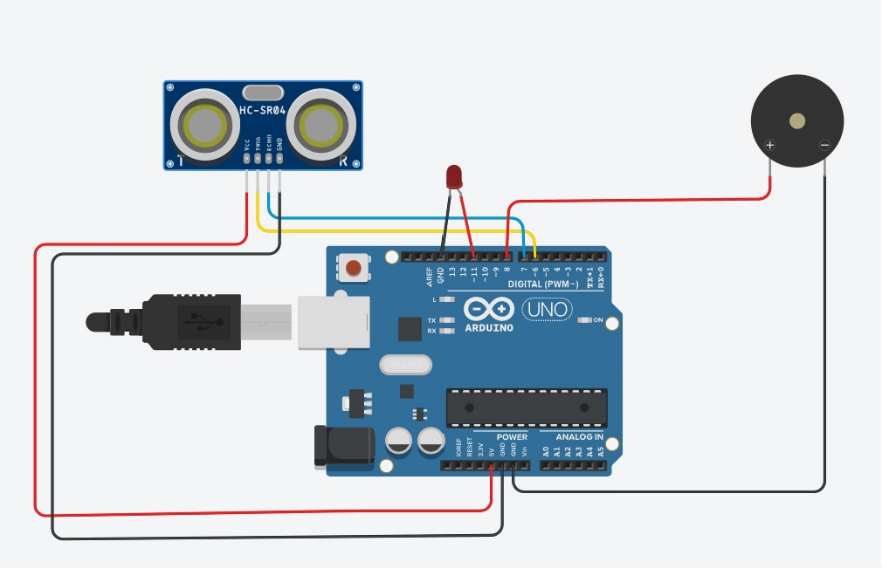 HC-SR04
VCC
TRIG
ECHO
GND
T
R
AREF
GND
13
12
~11
~10
~9
8
7
~6
~5
4
~3
2
TX→1
RX←0
DIGITAL (PWM~)
L
TX
RX
ARDUINO
UNO
ON
POWER
ANALOG IN
IOREF
RESET
3.3V
5V
GND
GND
Vin
A0
A1
A2
A3
A4
A5
+
−